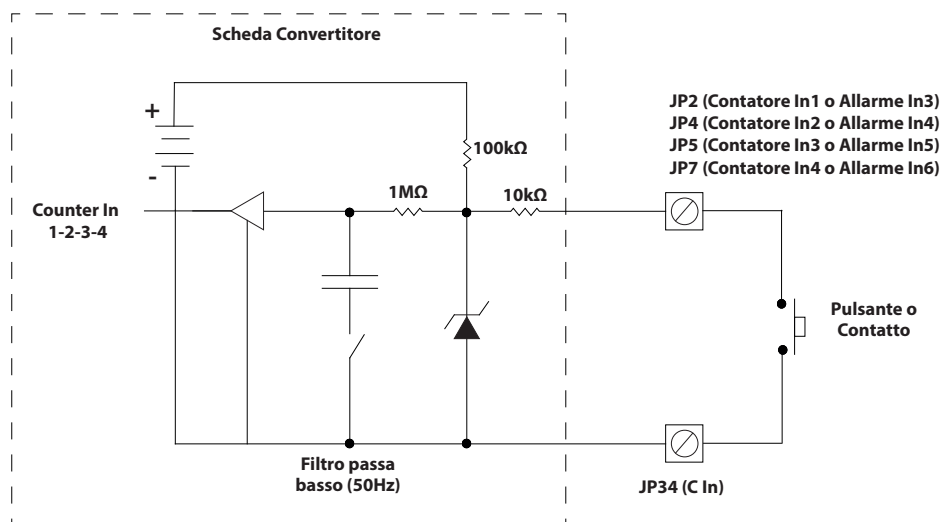 Scheda Convertitore
JP2 (Contatore In1 o Allarme In3)
JP4 (Contatore In2 o Allarme In4)
JP5 (Contatore In3 o Allarme In5)
JP7 (Contatore In4 o Allarme In6)
+
-
100kΩ
1MΩ
10kΩ
Counter In
1-2-3-4
Pulsante o
Contatto
Filtro passa
basso (50Hz)
JP34 (C In)